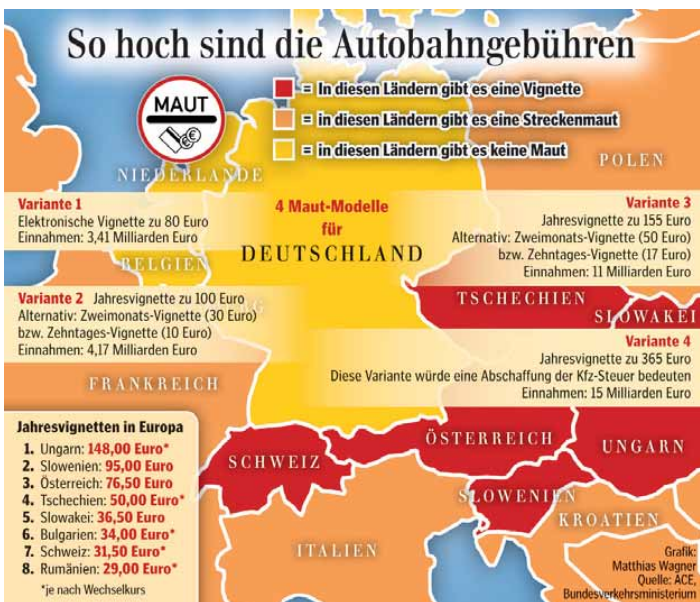 So hoch sind die Autobahngebühren
MAUT
= In diesen Ländern gibt es eine Vignette
= in diesen Ländern gibt es eine Streckenmaut
= in diesen Ländern gibt es keine Maut
NIEDERLANDE
POLEN
Variante 1
Elektronische Vignette zu 80 Euro
Einnahmen: 3,41 Milliarden Euro
4 Maut-Modelle
für
DEUTSCHLAND
Variante 3
Jahresvignette zu 155 Euro
Alternativ: Zweimonats-Vignette (50 Euro)
bzw. Zehntages-Vignette (17 Euro)
Einnahmen: 11 Milliarden Euro
BELGIEN
Variante 2 Jahresvignette zu 100 Euro
Alternativ: Zweimonats-Vignette (30 Euro)
bzw. Zehntages-Vignette (10 Euro)
Einnahmen: 4,17 Milliarden Euro
TSCHECHIEN
SLOWAKEI
Variante 4
Jahresvignette zu 365 Euro
Diese Variante würde eine Abschaffung der Kfz-Steuer bedeuten
Einnahmen: 15 Milliarden Euro
FRANKREICH
Jahresvignetten in Europa
1. Ungarn: 148,00 Euro*
2. Slowenien: 95,00 Euro
3. Österreich: 76,50 Euro
4. Tschechien: 50,00 Euro*
5. Slowakei: 36,50 Euro
6. Bulgarien: 34,00 Euro*
7. Schweiz: 31,50 Euro*
8. Rumänien: 29,00 Euro*
*je nach Wechselkurs
SCHWEIZ
ÖSTERREICH
UNGARN
SLOWENIEN
KROATIEN
ITALIEN
Grafik:
Matthias Wagner
Quelle: ACE,
Bundesverkehrsministerium